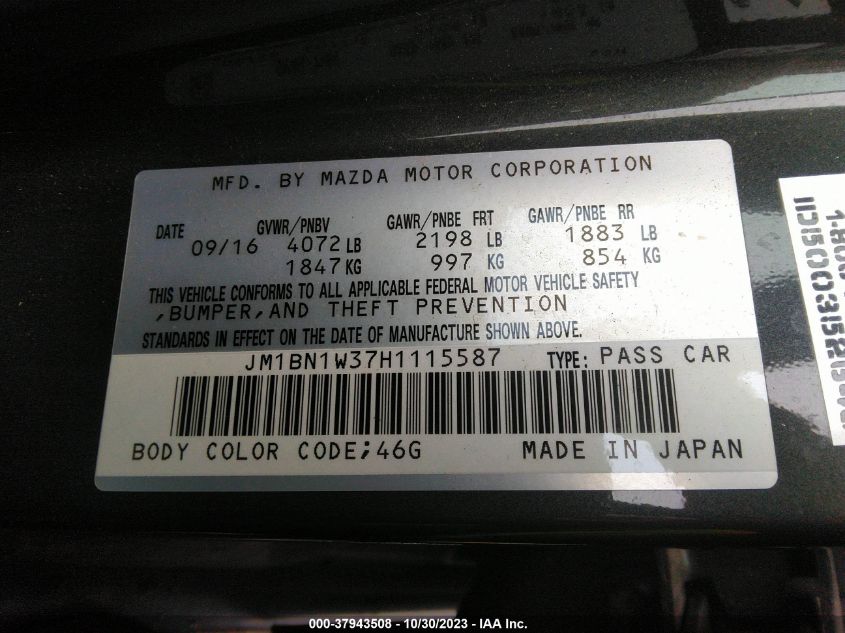 MFD. BY MAZDA MOTOR CORPORATION
DATE GVWR/PNBV GAWR/PNBE FRT GAWR/PNBE RR
09/16 4072 LB 2198 LB 1883 LB
1847 KG 997 KG 854 KG
THIS VEHICLE CONFORMS TO ALL APPLICABLE FEDERAL MOTOR VEHICLE SAFETY
,BUMPER,AND THEFT PREVENTION
STANDARDS IN EFFECT ON THE DATE OF MANUFACTURE SHOWN ABOVE.
JM1BN1W37H1115587 TYPE: PASS CAR
BODY COLOR CODE;46G MADE IN JAPAN
000-37943508 - 10/30/2023 - IAA Inc.